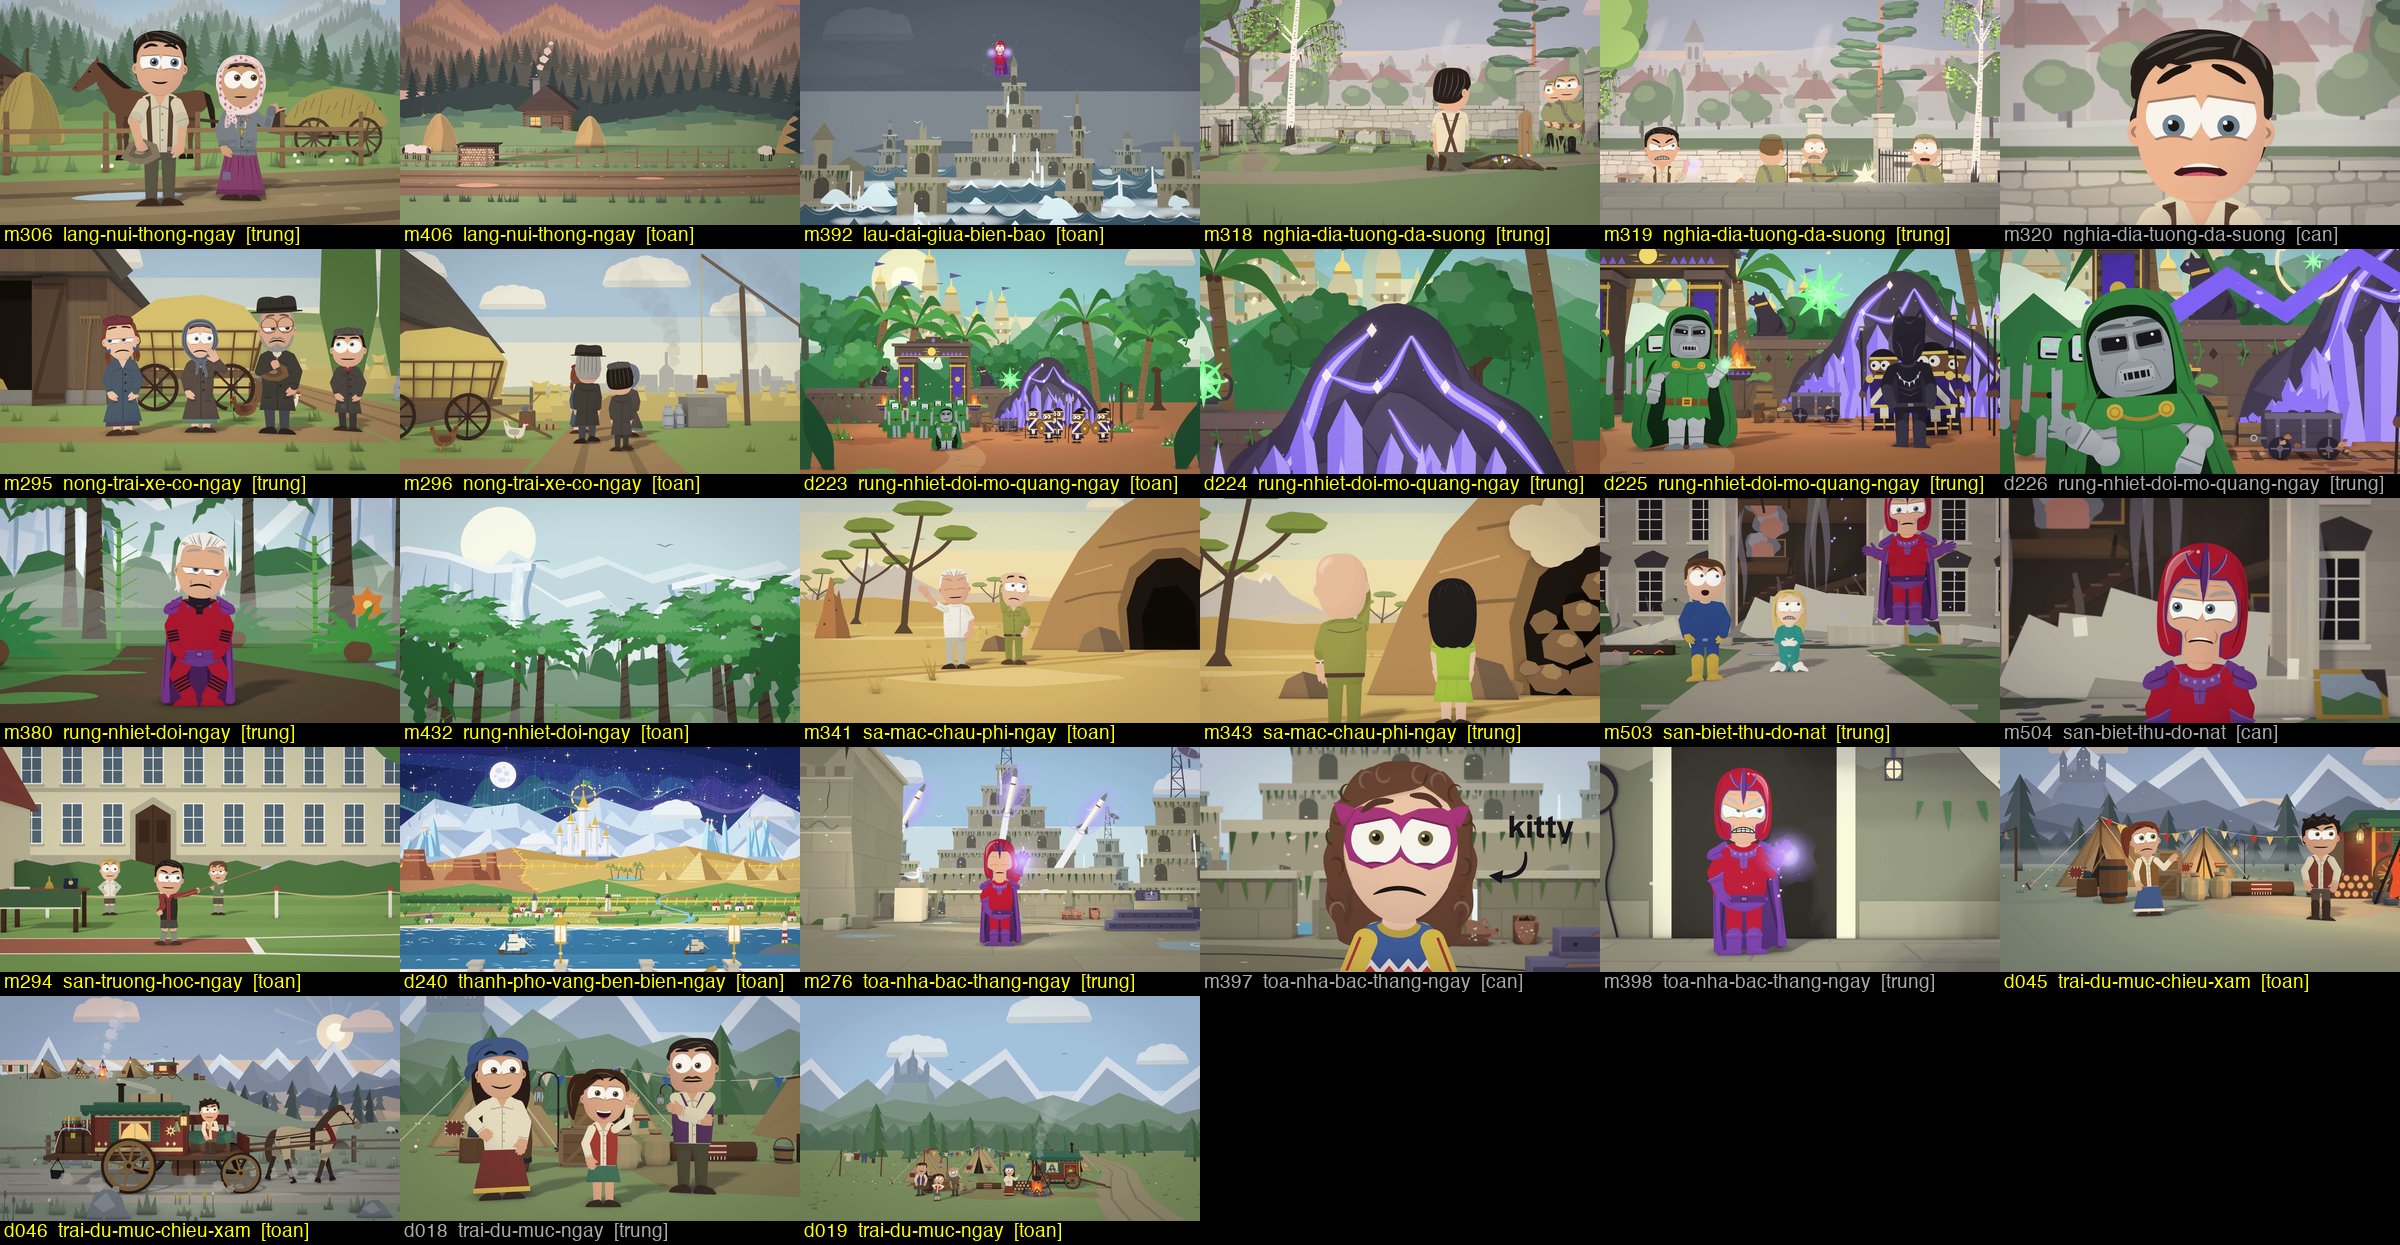 m306 lang-nui-thong-ngay [trung]
m406 lang-nui-thong-ngay [toan]
m392 lau-dai-giua-bien-bao [toan]
m318 nghia-dia-tuong-da-suong [trung]
m319 nghia-dia-tuong-da-suong [trung]
m320 nghia-dia-tuong-da-suong [can]
m295 nong-trai-xe-co-ngay [trung]
m296 nong-trai-xe-co-ngay [toan]
d223 rung-nhiet-doi-mo-quang-ngay [toan]
d224 rung-nhiet-doi-mo-quang-ngay [trung]
d225 rung-nhiet-doi-mo-quang-ngay [trung]
d226 rung-nhiet-doi-mo-quang-ngay [trung]
m380 rung-nhiet-doi-ngay [trung]
m432 rung-nhiet-doi-ngay [toan]
m341 sa-mac-chau-phi-ngay [toan]
m343 sa-mac-chau-phi-ngay [trung]
m503 san-biet-thu-do-nat [trung]
m504 san-biet-thu-do-nat [can]
kitty
m294 san-truong-hoc-ngay [toan]
d240 thanh-pho-vang-ben-bien-ngay [toan]
m276 toa-nha-bac-thang-ngay [trung]
m397 toa-nha-bac-thang-ngay [can]
m398 toa-nha-bac-thang-ngay [trung]
d045 trai-du-muc-chieu-xam [toan]
d046 trai-du-muc-chieu-xam [toan]
d018 trai-du-muc-ngay [trung]
d019 trai-du-muc-ngay [toan]